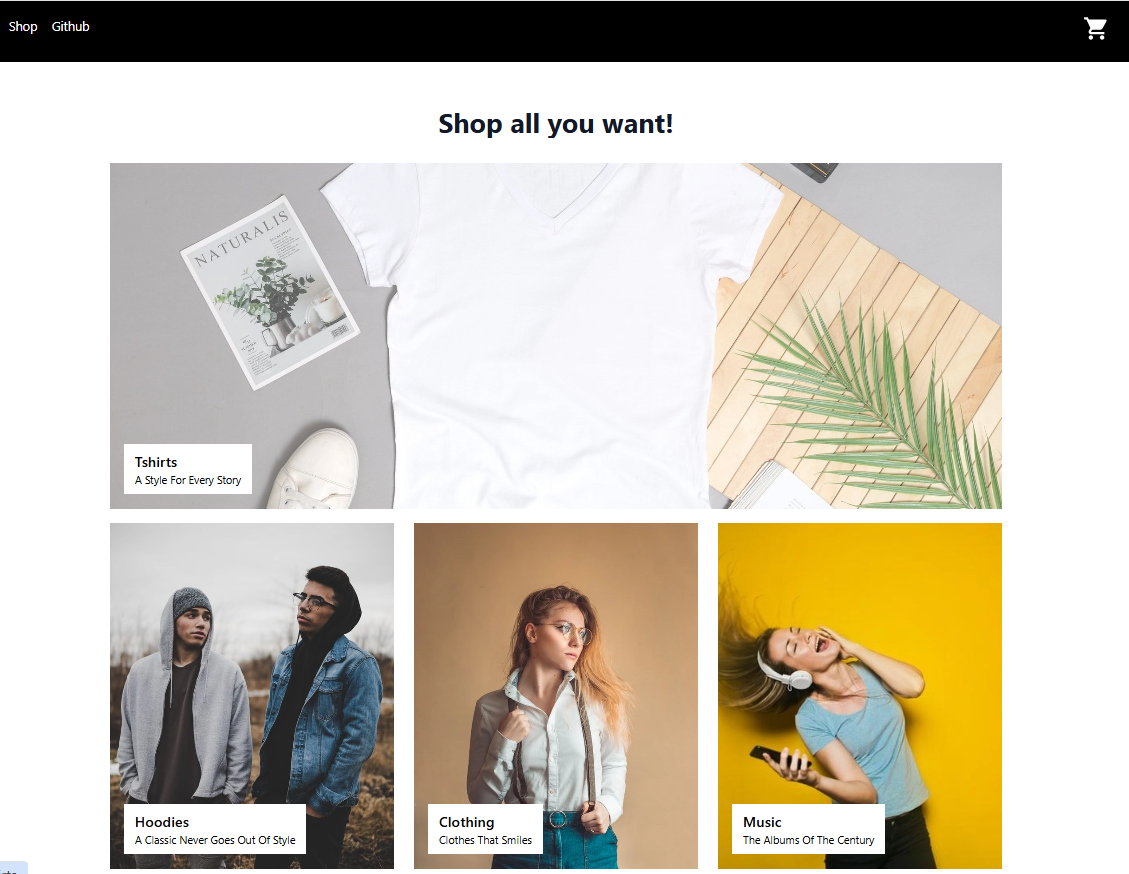 Shop Github
Shop all you want!
NATURALIS
Tshirts
A Style For Every Story
Hoodies
A Classic Never Goes Out Of Style
Clothing
Clothes That Smiles
Music
The Albums Of The Century